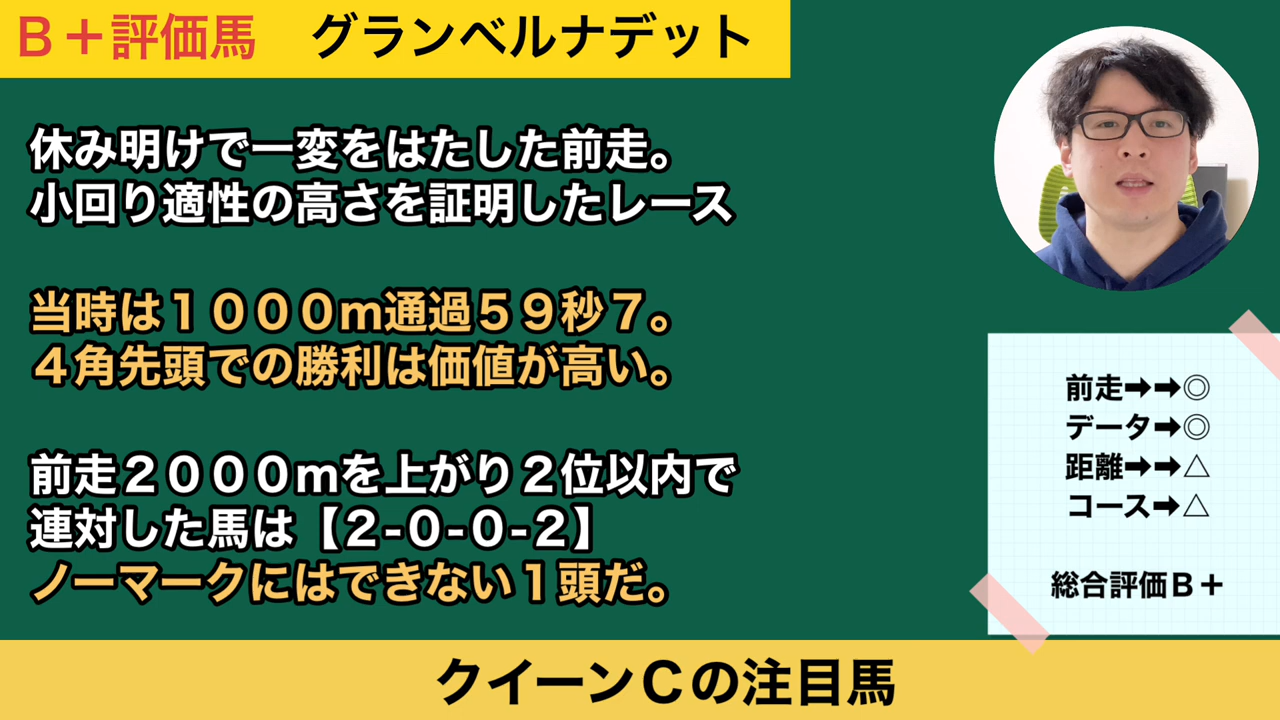 B＋評価馬　グランベルナデット
休み明けで一変をはたした前走。
小回り適性の高さを証明したレース
当時は１０００ｍ通過５９秒７。
４角先頭での勝利は価値が高い。
前走２０００ｍを上がり２位以内で
連対した馬は【２-０-０-２】
ノーマークにはできない１頭だ。
前走➡➡◎
データ➡◎
距離➡➡△
コース➡△
総合評価B＋
クイーンCの注目馬